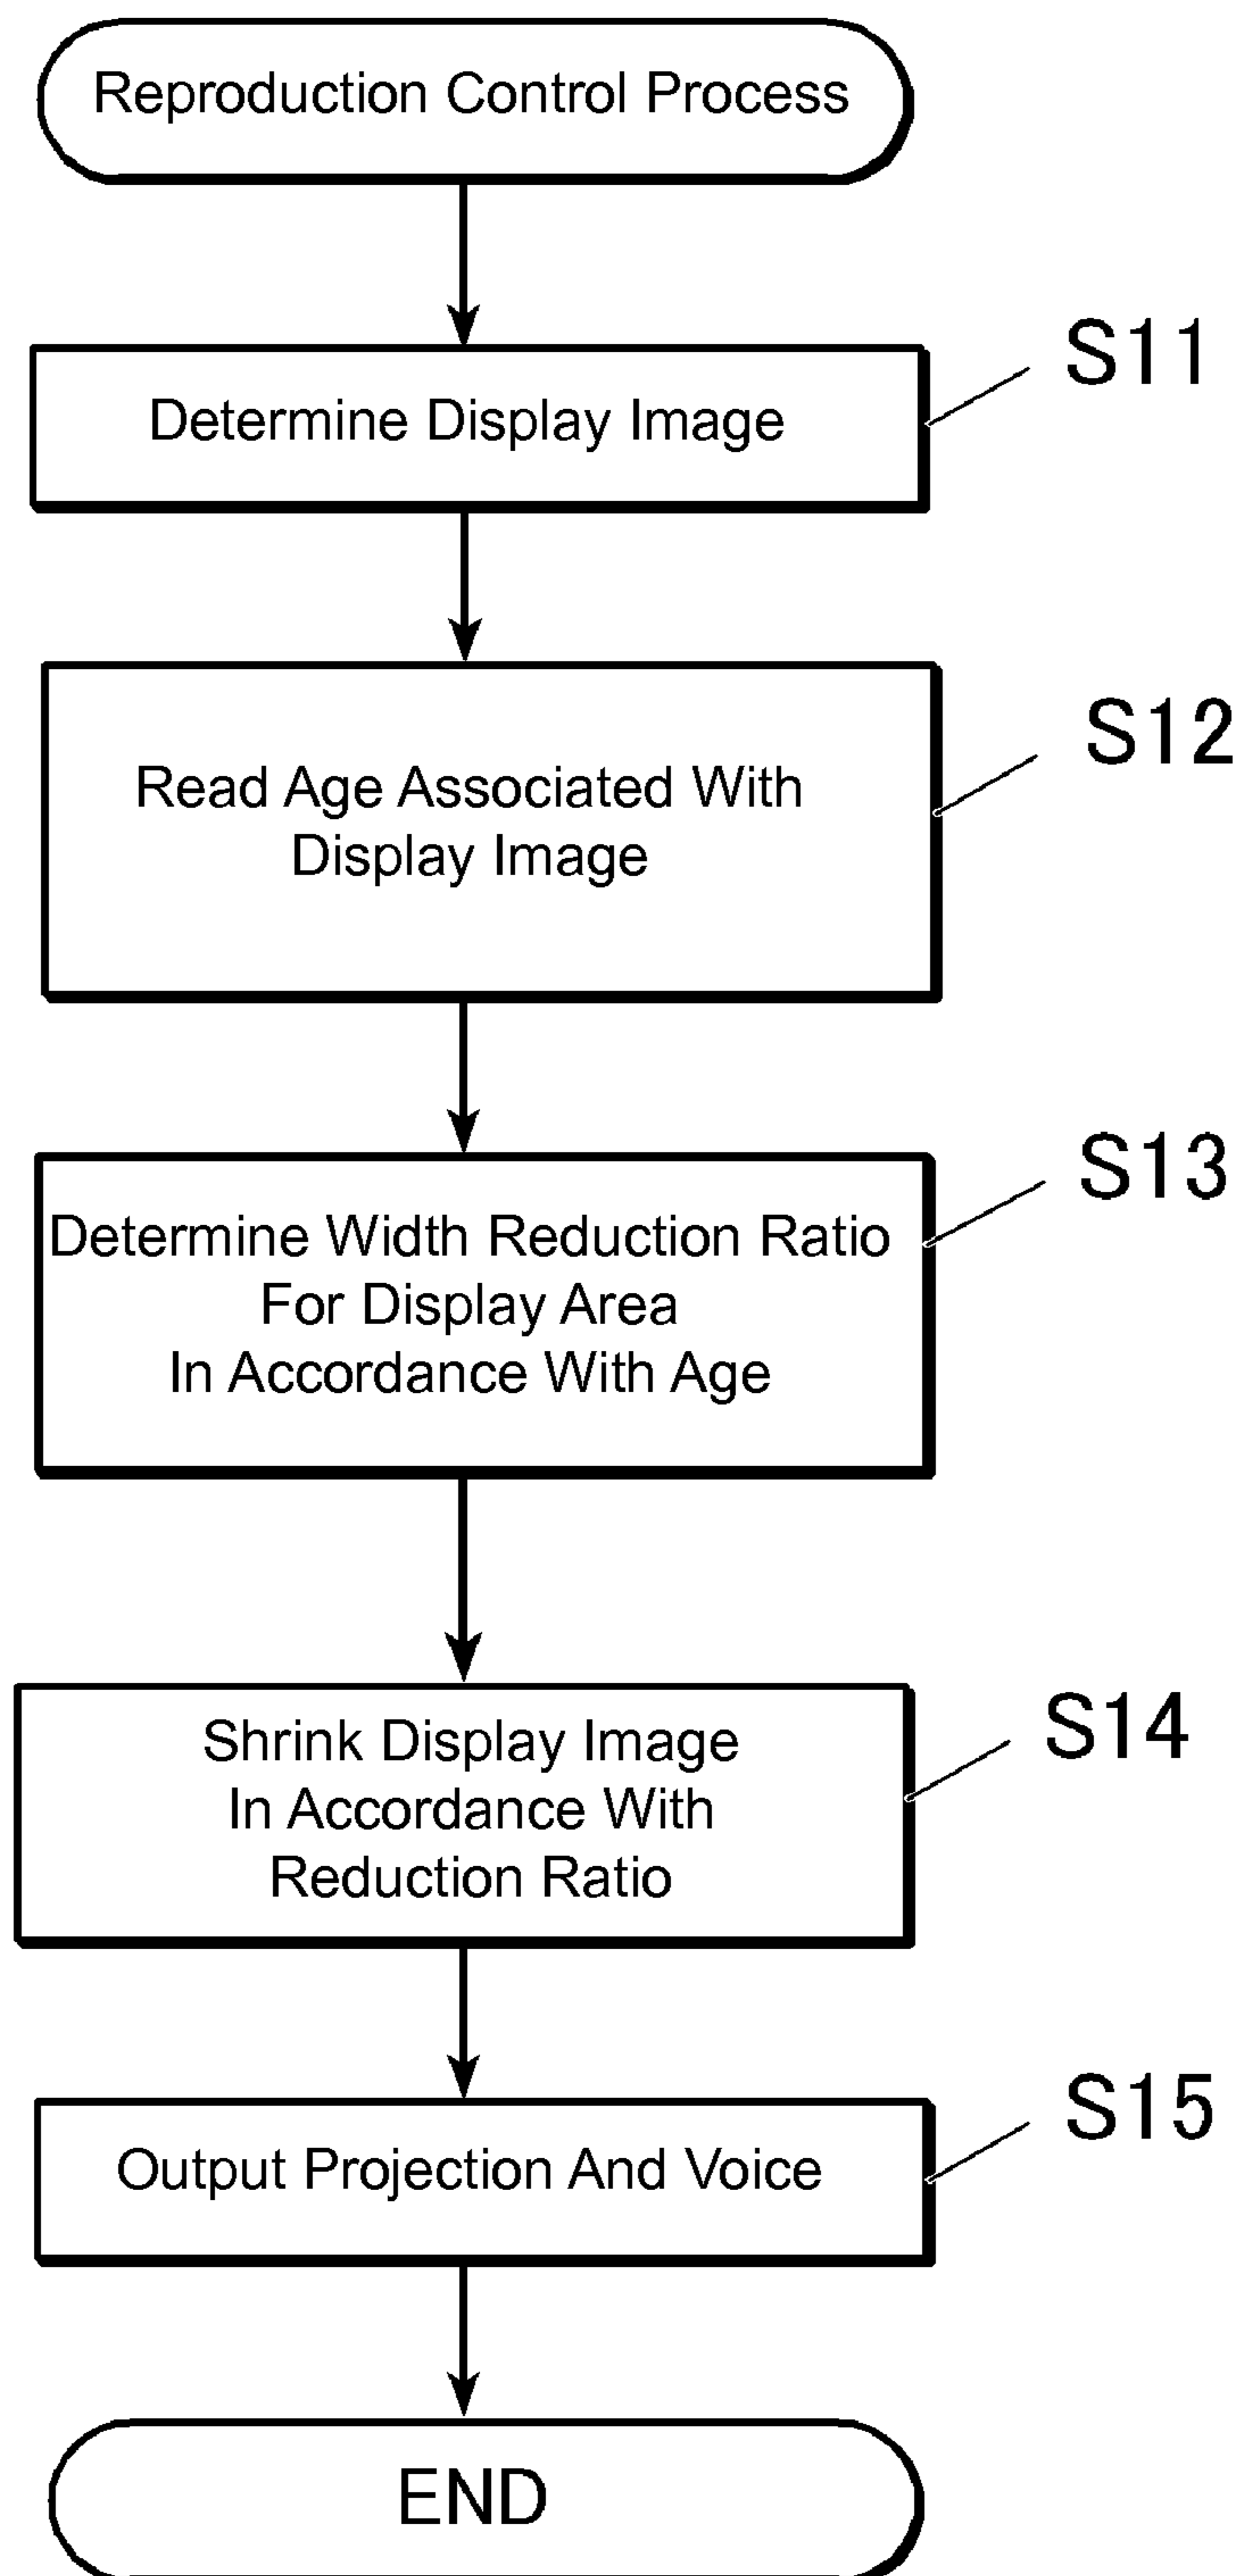 Reproduction Control Process
S11
Determine Display Image
S12
Read Age Associated With
Display Image
S13
Determine Width Reduction Ratio
For Display Area
In Accordance With Age
S14
Shrink Display Image
In Accordance With
Reduction Ratio
S15
Output Projection And Voice
END